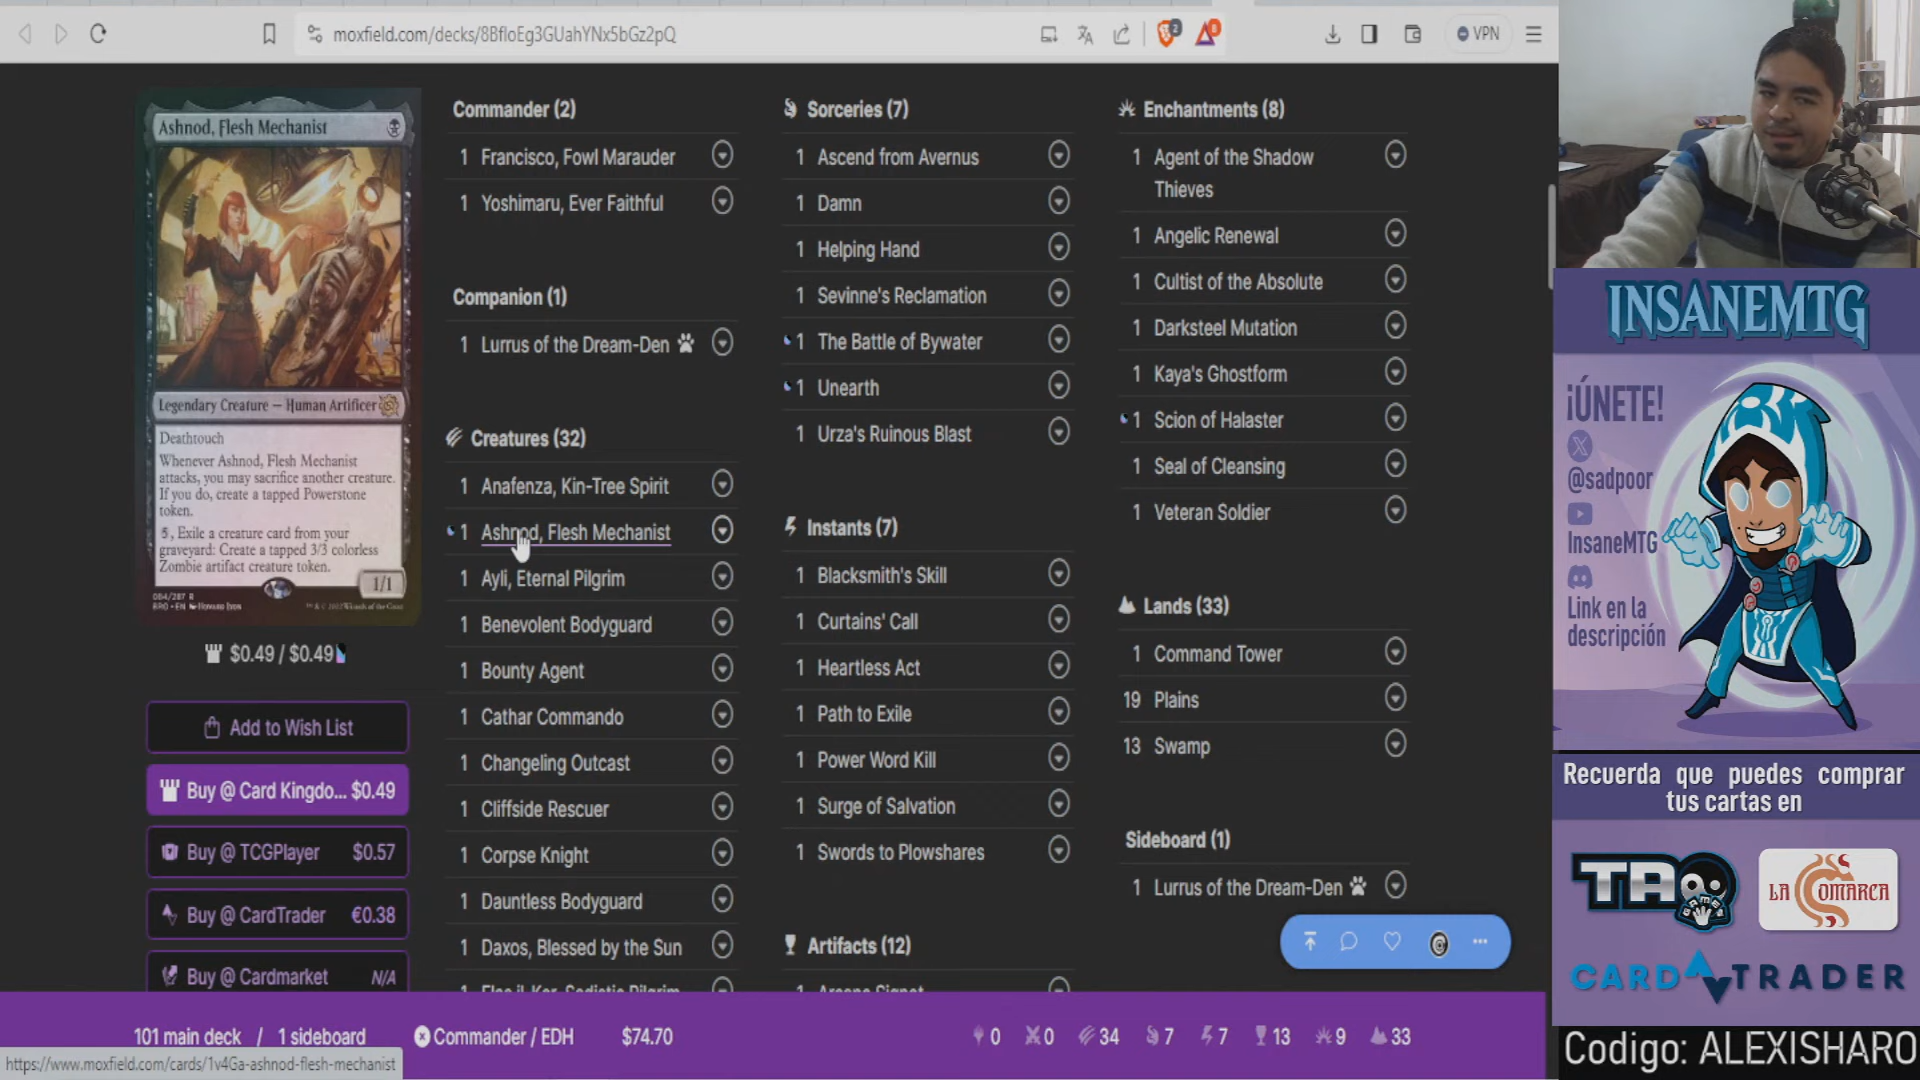 moxfield.com/decks/8BfloEg3GUahYNx5bGz2pQ
2
8
VPN
Ashnod, Flesh Mechanist
Legendary Creature — Human Artificer
Deathtouch
Whenever Ashnod, Flesh Mechanist
attacks, you may sacrifice another creature.
If you do, create a tapped Powerstone
token.
5, Exile a creature card from your
graveyard: Create a tapped 3/3 colorless
Zombie artifact creature token.
1/1
$0.49 / $0.49
Add to Wish List
Buy @ Card Kingdo... $0.49
Buy @ TCGPlayer $0.57
Buy @ CardTrader €0.38
Buy @ Cardmarket N/A
Commander (2)
1 Francisco, Fowl Marauder
1 Yoshimaru, Ever Faithful
Companion (1)
1 Lurrus of the Dream-Den
Creatures (32)
1 Anafenza, Kin-Tree Spirit
1 Ashnod, Flesh Mechanist
1 Ayli, Eternal Pilgrim
1 Benevolent Bodyguard
1 Bounty Agent
1 Cathar Commando
1 Changeling Outcast
1 Cliffside Rescuer
1 Corpse Knight
1 Dauntless Bodyguard
1 Daxos, Blessed by the Sun
Sorceries (7)
1 Ascend from Avernus
1 Damn
1 Helping Hand
1 Sevinne's Reclamation
1 The Battle of Bywater
1 Unearth
1 Urza's Ruinous Blast
Instants (7)
1 Blacksmith's Skill
1 Curtains' Call
1 Heartless Act
1 Path to Exile
1 Power Word Kill
1 Surge of Salvation
1 Swords to Plowshares
Artifacts (12)
Enchantments (8)
1 Agent of the Shadow
Thieves
1 Angelic Renewal
1 Cultist of the Absolute
1 Darksteel Mutation
1 Kaya's Ghostform
1 Scion of Halaster
1 Seal of Cleansing
1 Veteran Soldier
Lands (33)
1 Command Tower
19 Plains
13 Swamp
Sideboard (1)
1 Lurrus of the Dream-Den
101 main deck / 1 sideboard
Commander / EDH
$74.70
0 0 34 7 7 13 9 33
https://www.moxfield.com/cards/1v4Ga-ashnod-flesh-mechanist
INSANEMTG
¡ÚNETE!
@sadpoor
InsaneMTG
Link en la
descripción
Recuerda que puedes comprar
tus cartas en
TAO
GAMES
LA COMARCA
CARD TRADER
Codigo: ALEXISHARO